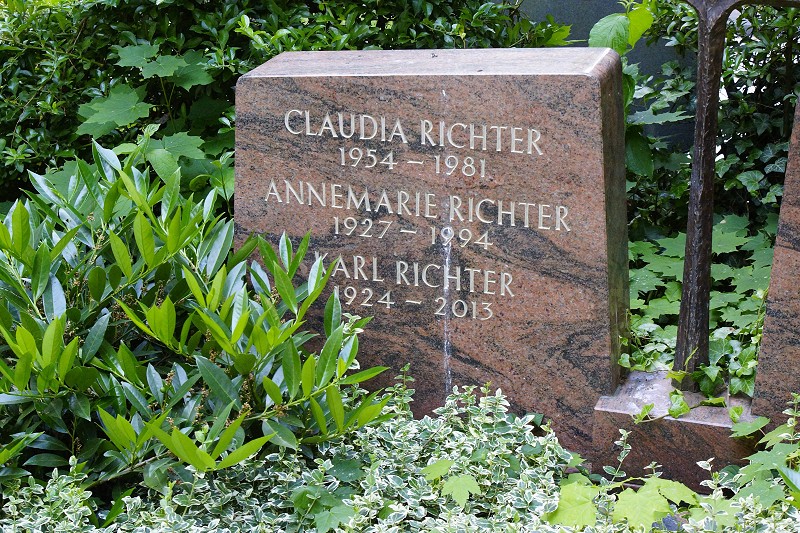 CLAUDIA RICHTER
1954 – 1981
ANNEMARIE RICHTER
1927 – 1994
KARL RICHTER
1924 – 2013